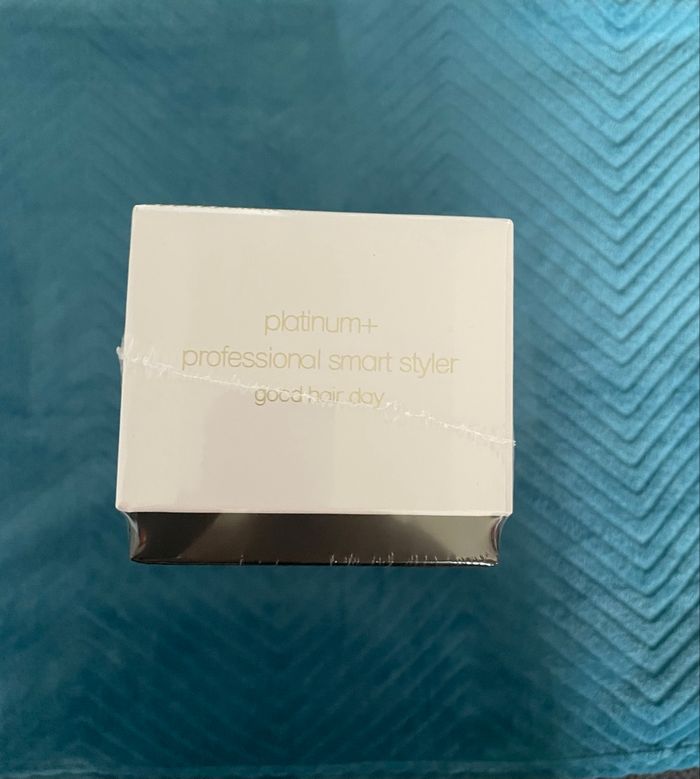 platinum+
professional smart styler
good hair day